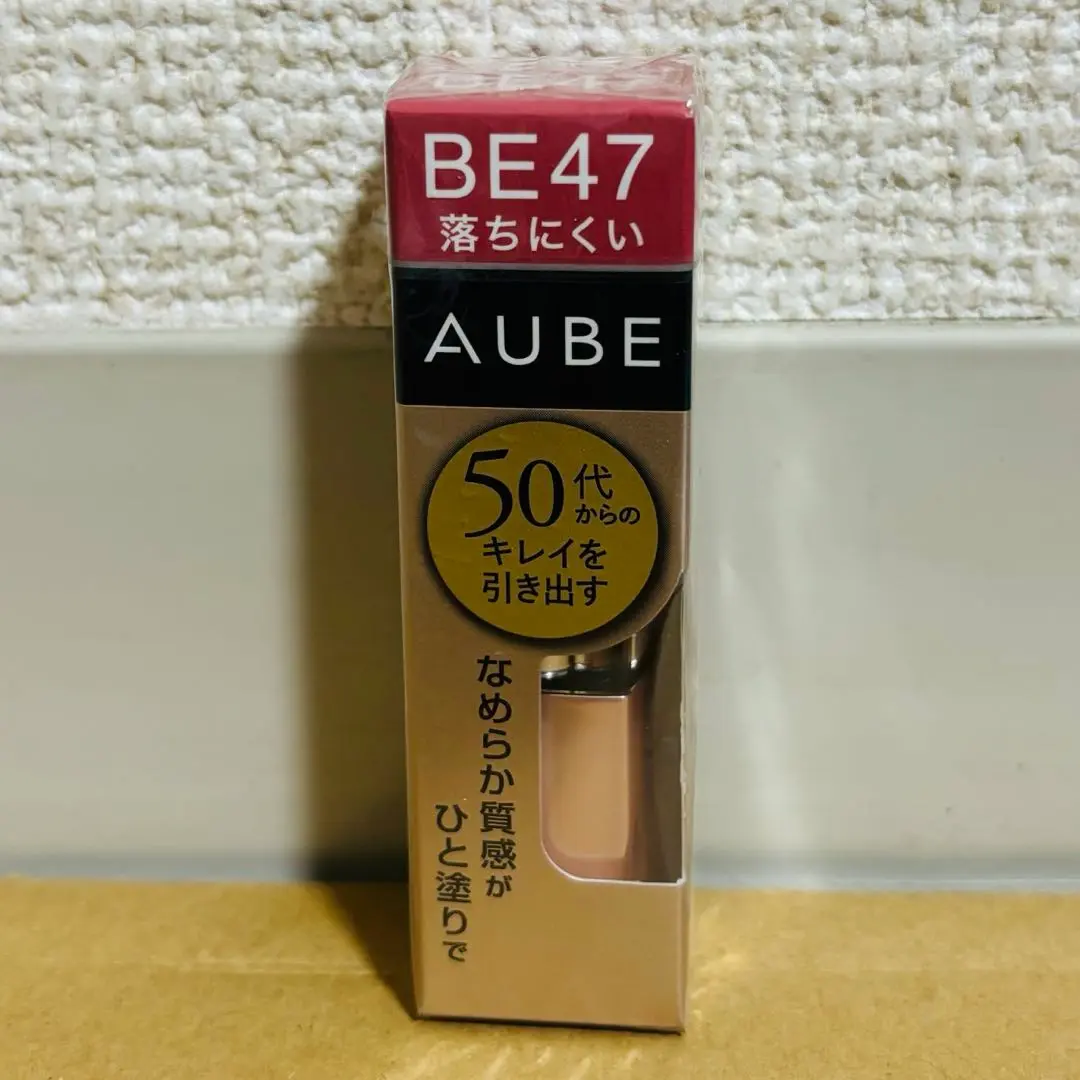 BE47
落ちにくい
AUBE
50代
からの
キレイを
引き出す
なめらか質感が
ひと塗りで